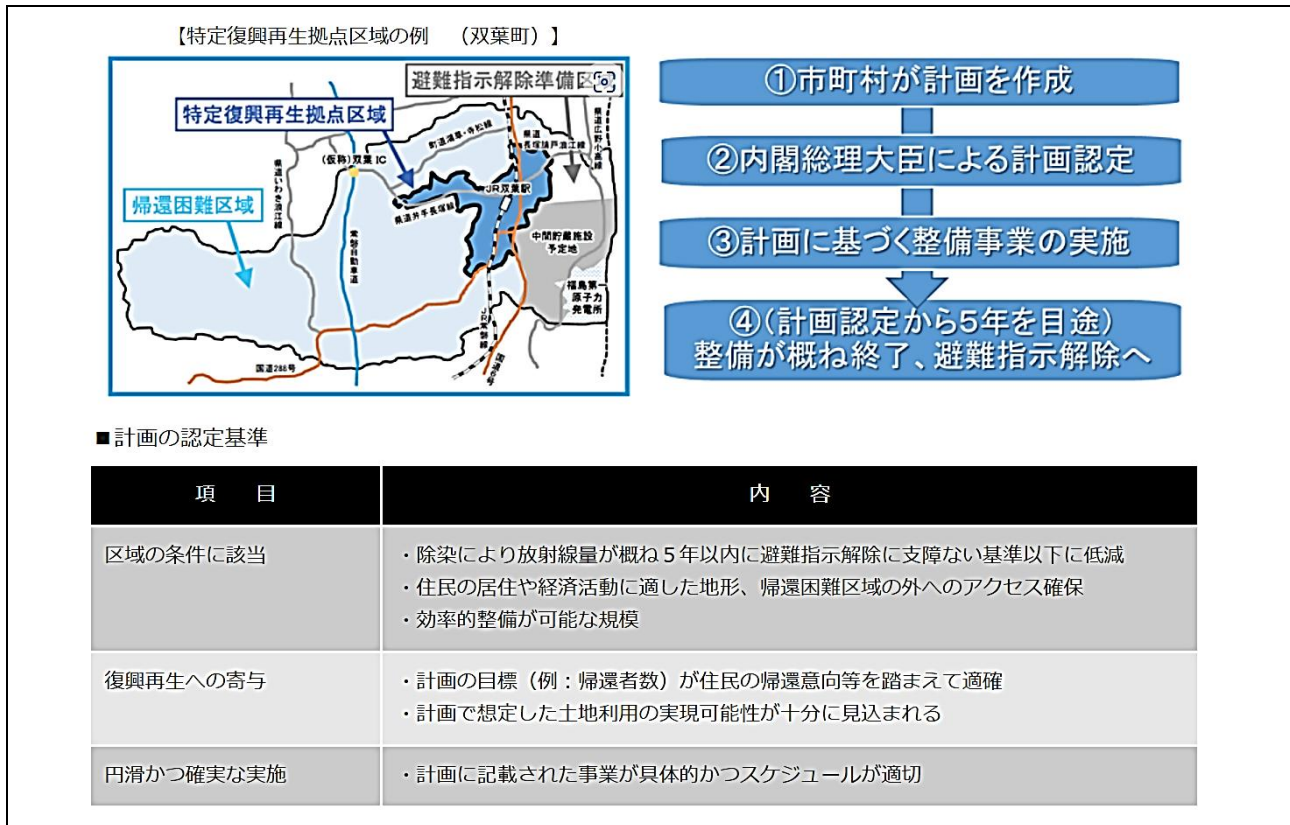 【特定復興再生拠点区域の例　（双葉町）】
避難指示解除準備区
特定復興再生拠点区域
(仮称)双葉IC
帰還困難区域
県道いわき浪江線
県道
長塚請戸浪江線
県道広野小高線
JR双葉駅
県道井手長塚線
常磐自動車道
中間貯蔵施設
予定地
福島第一
原子力
発電所
JR常磐線
国道6号
国道288号
①市町村が計画を作成
②内閣総理大臣による計画認定
③計画に基づく整備事業の実施
④(計画認定から5年を目途)
整備が概ね終了、避難指示解除へ
■計画の認定基準
項　目
内　容
区域の条件に該当
・除染により放射線量が概ね５年以内に避難指示解除に支障ない基準以下に低減
・住民の居住や経済活動に適した地形、帰還困難区域の外へのアクセス確保
・効率的整備が可能な規模
復興再生への寄与
・計画の目標（例：帰還者数）が住民の帰還意向等を踏まえて適確
・計画で想定した土地利用の実現可能性が十分に見込まれる
円滑かつ確実な実施
・計画に記載された事業が具体的かつスケジュールが適切